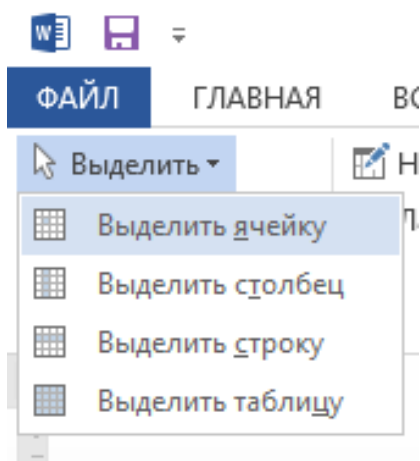 ФАЙЛ ГЛАВНАЯ
Выделить
Выделить ячейку
Выделить столбец
Выделить строку
Выделить таблицу